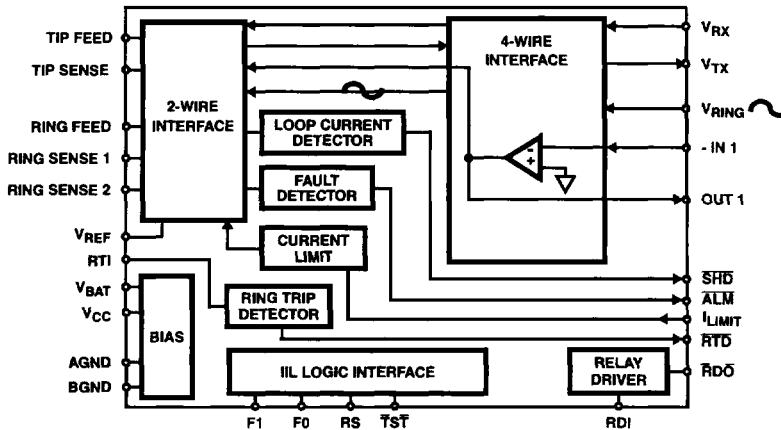 TIP FEED
TIP SENSE
RING FEED
RING SENSE 1
RING SENSE 2
VREF
RTI
VBAT
VCC
AGND
BGND
2-WIRE
INTERFACE
LOOP CURRENT
DETECTOR
FAULT
DETECTOR
CURRENT
LIMIT
RING TRIP
DETECTOR
BIAS
IIL LOGIC INTERFACE
RELAY
DRIVER
4-WIRE
INTERFACE
-
+
VRX
VTX
VRING
- IN 1
OUT 1
SHD
ALM
ILIMIT
RTD
RDO
F1
F0
RS
TST
RDI